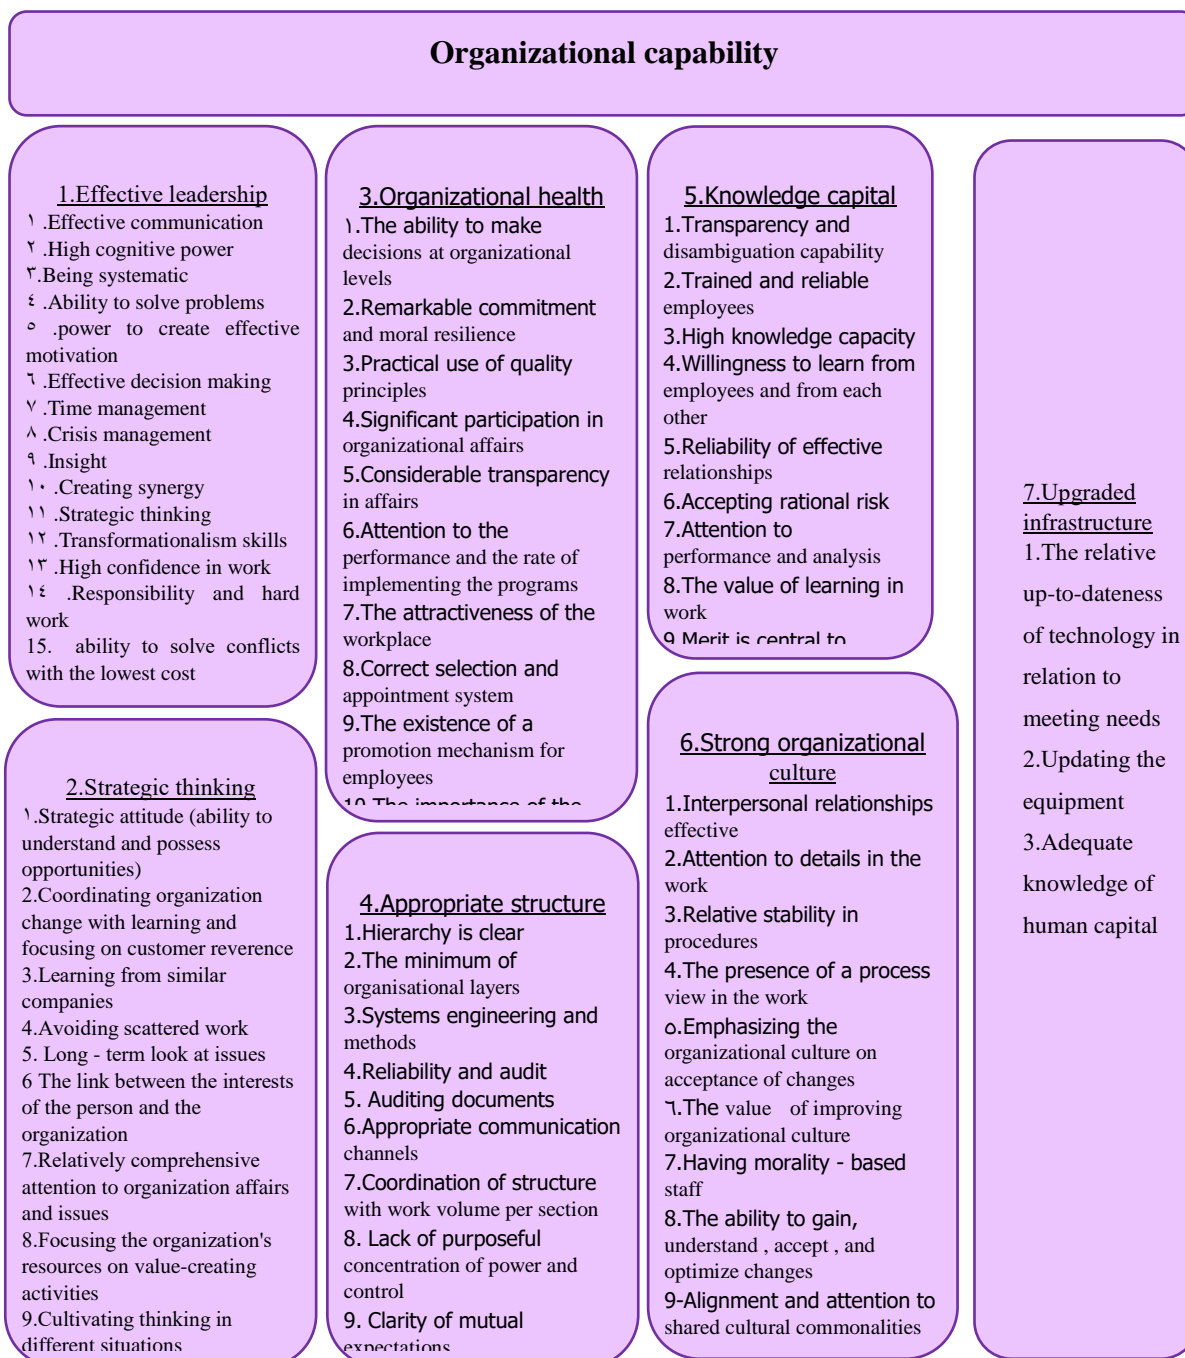 Organizational capability
1.Effective leadership
١ .Effective communication
٢ .High cognitive power
٣.Being systematic
٤ .Ability to solve problems
٥ .power to create effective
motivation
٦ .Effective decision making
٧ .Time management
٨ .Crisis management
٩ .Insight
١٠ .Creating synergy
١١ .Strategic thinking
١٢ .Transformationalism skills
١٣ .High confidence in work
١٤ .Responsibility and hard
work
15. ability to solve conflicts
with the lowest cost
2.Strategic thinking
١.Strategic attitude (ability to
understand and possess
opportunities)
2.Coordinating organization
change with learning and
focusing on customer reverence
3.Learning from similar
companies
4.Avoiding scattered work
5. Long - term look at issues
6 The link between the interests
of the person and the
organization
7.Relatively comprehensive
attention to organization affairs
and issues
8.Focusing the organization's
resources on value-creating
activities
9.Cultivating thinking in
different situations
3.Organizational health
١.The ability to make
decisions at organizational
levels
2.Remarkable commitment
and moral resilience
3.Practical use of quality
principles
4.Significant participation in
organizational affairs
5.Considerable transparency
in affairs
6.Attention to the
performance and the rate of
implementing the programs
7.The attractiveness of the
workplace
8.Correct selection and
appointment system
9.The existence of a
promotion mechanism for
employees
10.The importance of the
4.Appropriate structure
1.Hierarchy is clear
2.The minimum of
organisational layers
3.Systems engineering and
methods
4.Reliability and audit
5. Auditing documents
6.Appropriate communication
channels
7.Coordination of structure
with work volume per section
8. Lack of purposeful
concentration of power and
control
9. Clarity of mutual
expectations
5.Knowledge capital
1.Transparency and
disambiguation capability
2.Trained and reliable
employees
3.High knowledge capacity
4.Willingness to learn from
employees and from each
other
5.Reliability of effective
relationships
6.Accepting rational risk
7.Attention to
performance and analysis
8.The value of learning in
work
9.Merit is central to
6.Strong organizational
culture
1.Interpersonal relationships
effective
2.Attention to details in the
work
3.Relative stability in
procedures
4.The presence of a process
view in the work
٥.Emphasizing the
organizational culture on
acceptance of changes
٦.The value of improving
organizational culture
7.Having morality - based
staff
8.The ability to gain,
understand , accept , and
optimize changes
9-Alignment and attention to
shared cultural commonalities
7.Upgraded
infrastructure
1.The relative
up-to-dateness
of technology in
relation to
meeting needs
2.Updating the
equipment
3.Adequate
knowledge of
human capital